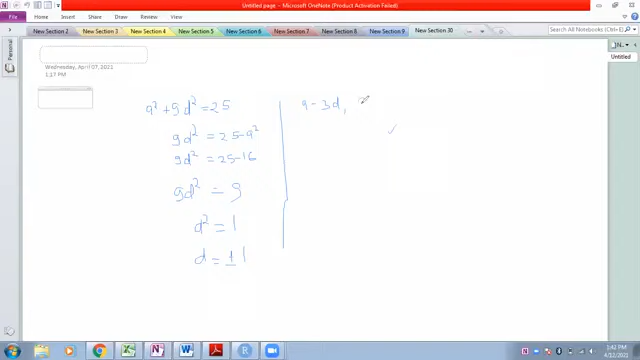 Untitled page - Microsoft OneNote (Product Activation Failed)
File Home Insert Share Draw Review View
New Section 2 New Section 3 New Section 4 New Section 5 New Section 6 New Section 7 New Section 8 New Section 9 New Section 30
Search All Notebooks (Ctrl+E)
Personal
N..
Wednesday, April 07, 2021
1:17 PM
a² + 9d² = 25
9d² = 25-a²
9d² = 25-16
9d² = 9
d² = 1
d = ±1
a - 3d,
1:42 PM
4/12/2021